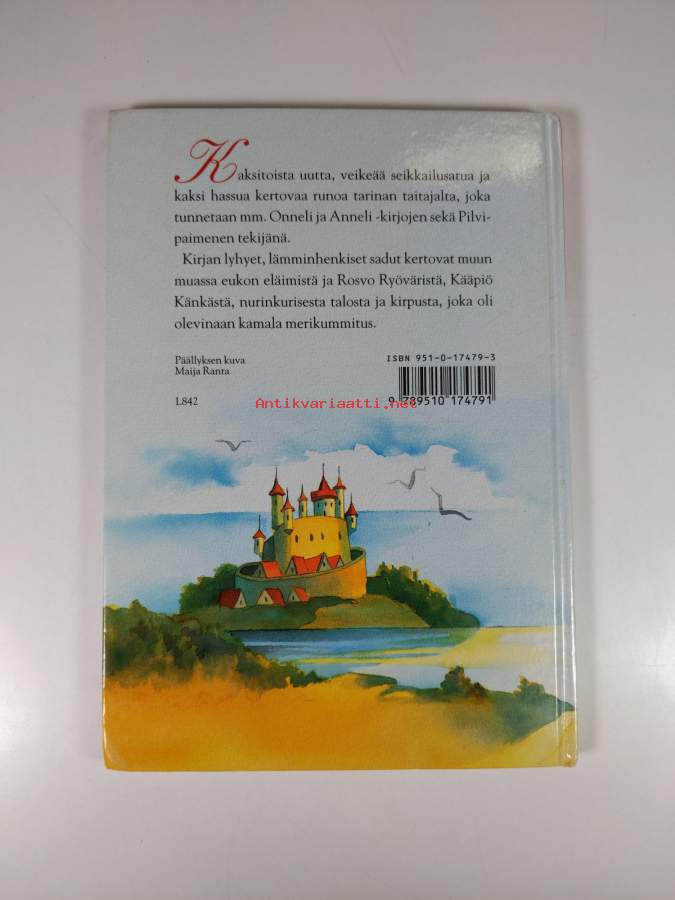 Kaksitoista uutta, veikeää seikkailusatua ja
kaksi hassua kertovaa runoa tarinan taitajalta, joka
tunnetaan mm. Onneli ja Anneli -kirjojen sekä Pilvi-
paimenen tekijänä.
Kirjan lyhyet, lämminhenkiset sadut kertovat muun
muassa eukon eläimistä ja Rosvo Ryöväristä, Kääpiö
Känkästä, nurinkurisesta talosta ja kirpusta, joka oli
olevinaan kamala merikummitus.
Päällyksen kuva
Maija Ranta
L842
ISBN 951-0-17479-3
Antikvariaatti.net
9 789510 174791